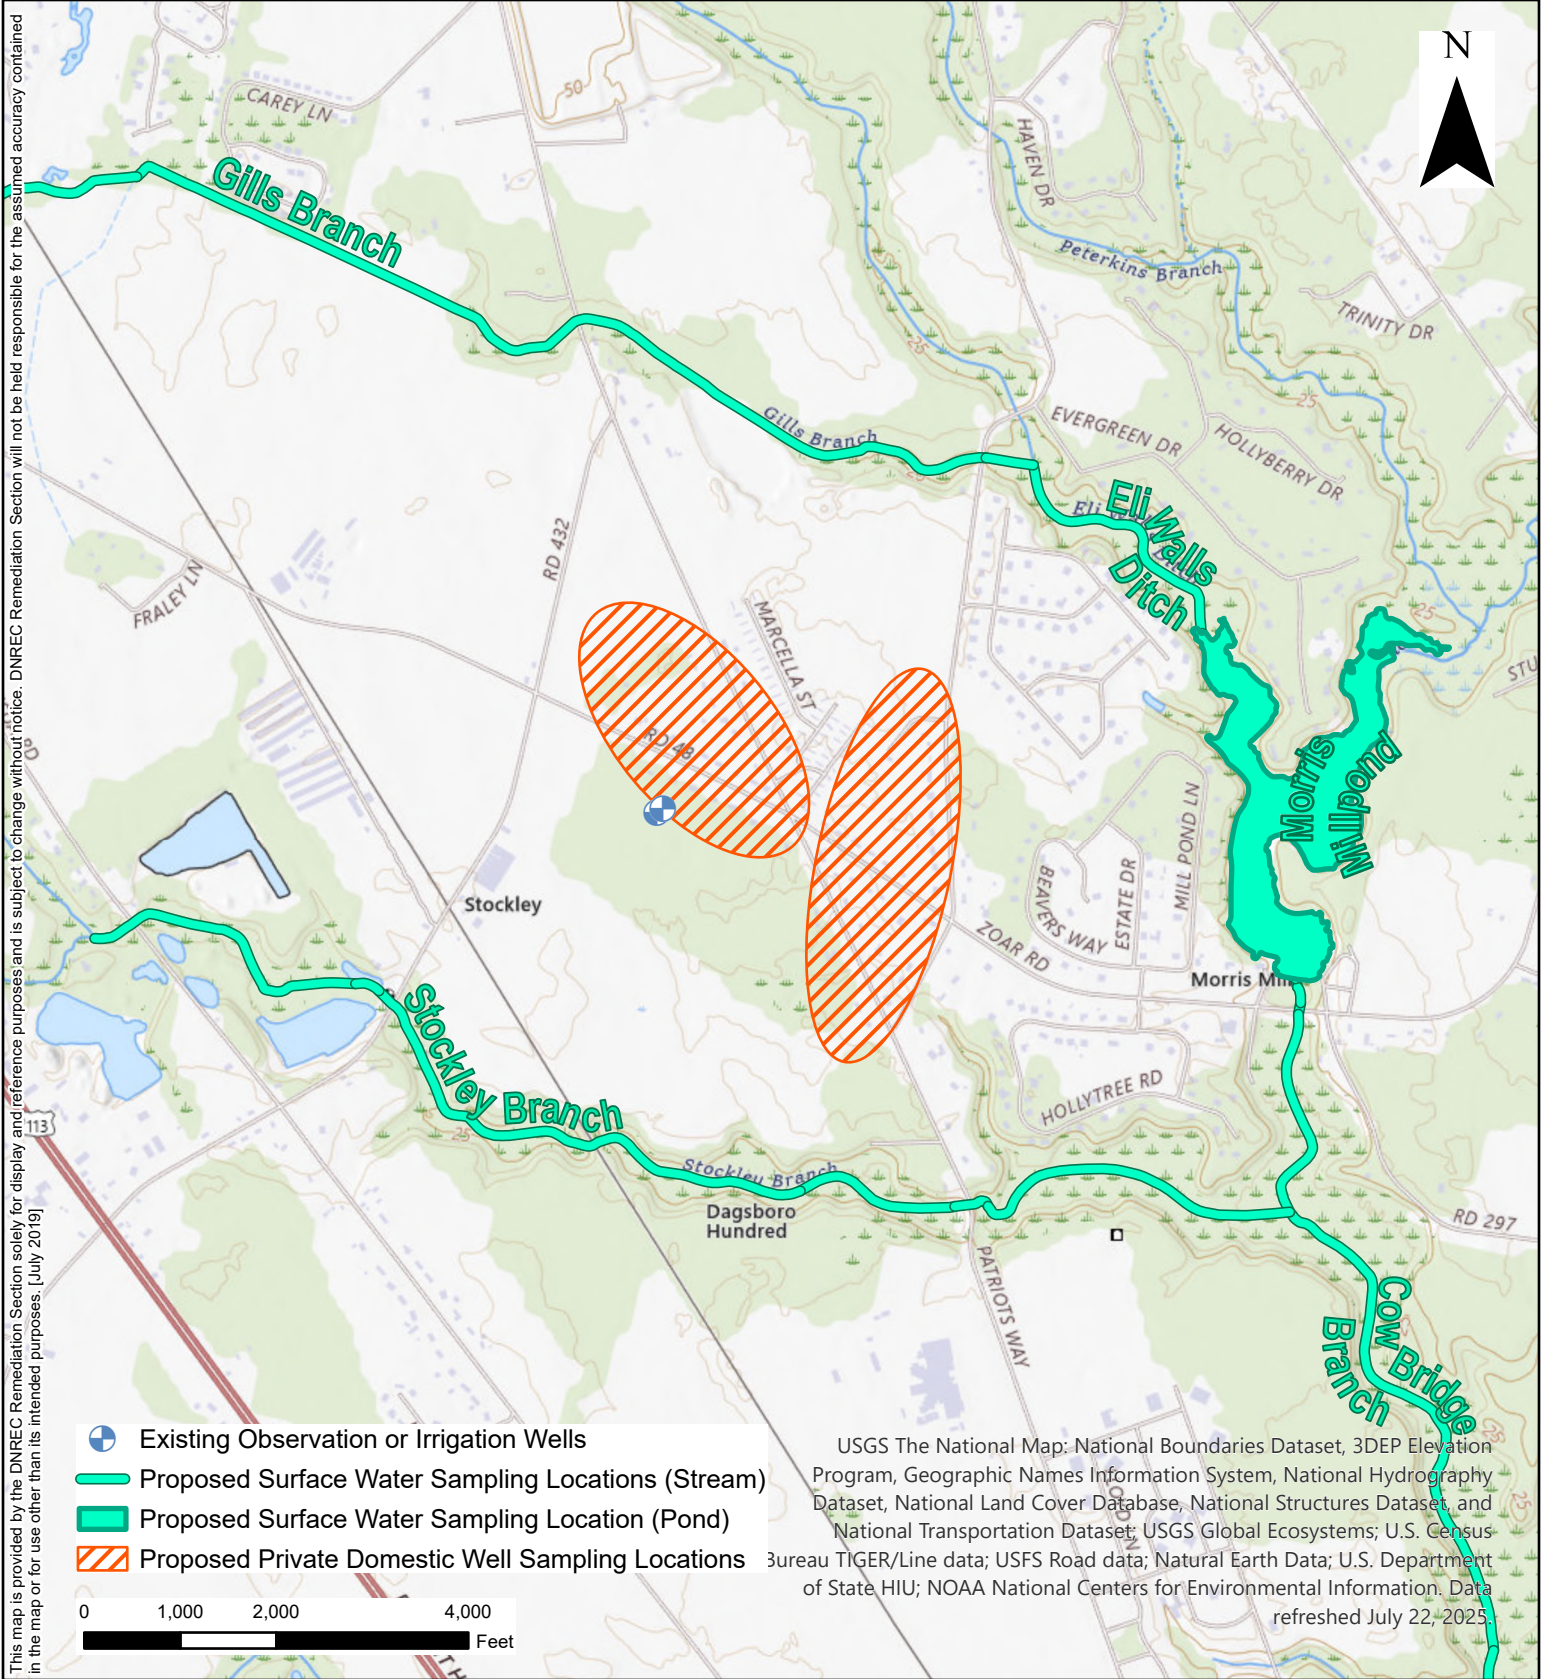 This map is provided by the DNREC Remediation Section solely for display and reference purposes and is subject to change without notice. DNREC Remediation Section will not be held responsible for the assumed accuracy contained
in the map or for use other than its intended purposes. [July 2019]
N
50
CAREY LN
HAVEN DR
Gills Branch
Peterkins Branch
TRINITY DR
25
25
Gills Branch
EVERGREEN DR
HOLLYBERRY DR
25
Eli Walls
Ditch
RD 432
FRALEY LN
MARCELLA ST
25
STU
RD 48
RD
Morris
Millpond
MILL POND LN
BEAVERS WAY
ESTATE DR
Stockley
ZOAR RD
Morris Mill
Stockley Branch
HOLLYTREE RD
113
25
Stockley Branch
Dagsboro
Hundred
RD 297
PATRIOTS WAY
Cow Bridge
Branch
25
25
Existing Observation or Irrigation Wells
Proposed Surface Water Sampling Locations (Stream)
Proposed Surface Water Sampling Location (Pond)
Proposed Private Domestic Well Sampling Locations
0 1,000 2,000 4,000
Feet
USGS The National Map: National Boundaries Dataset, 3DEP Elevation
Program, Geographic Names Information System, National Hydrography
Dataset, National Land Cover Database, National Structures Dataset, and
National Transportation Dataset; USGS Global Ecosystems; U.S. Census
Bureau TIGER/Line data; USFS Road data; Natural Earth Data; U.S. Department
of State HIU; NOAA National Centers for Environmental Information. Data
refreshed July 22, 2025.